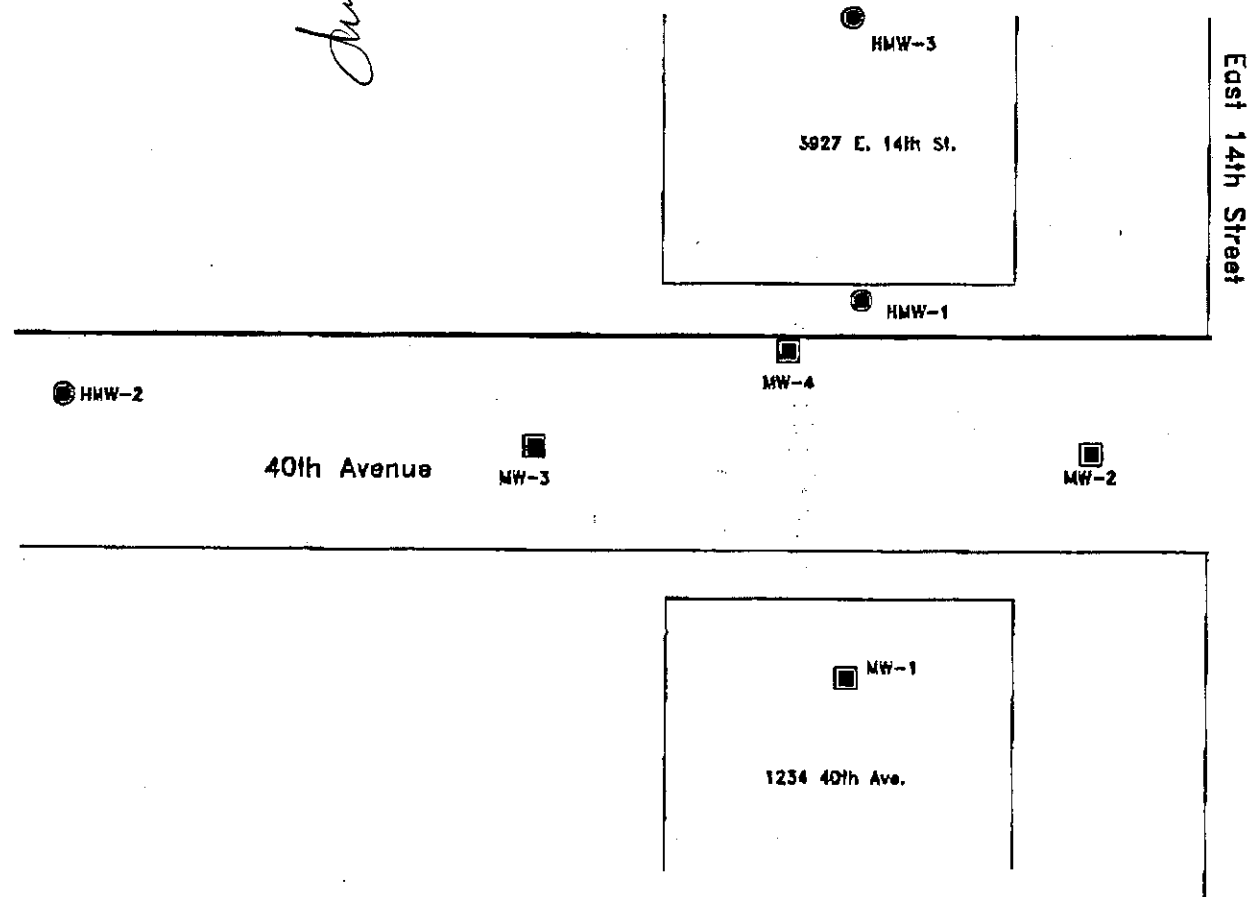 HMW-3
East 14th Street
3927 E. 14th St.
HMW-1
MW-4
HMW-2
40th Avenue
MW-3
MW-2
MW-1
1234 40th Ave.